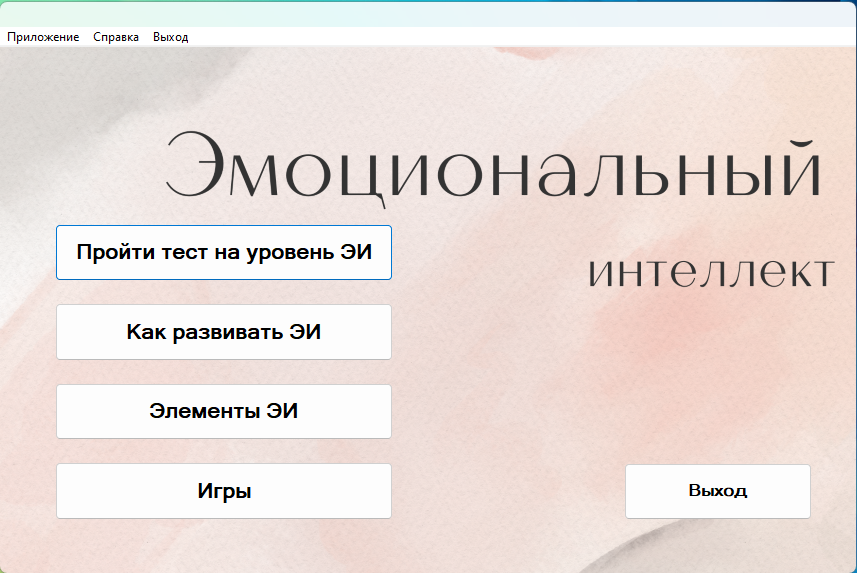 Приложение Справка Выход
Эмоциональный
интеллект
Пройти тест на уровень ЭИ
Как развивать ЭИ
Элементы ЭИ
Игры
Выход